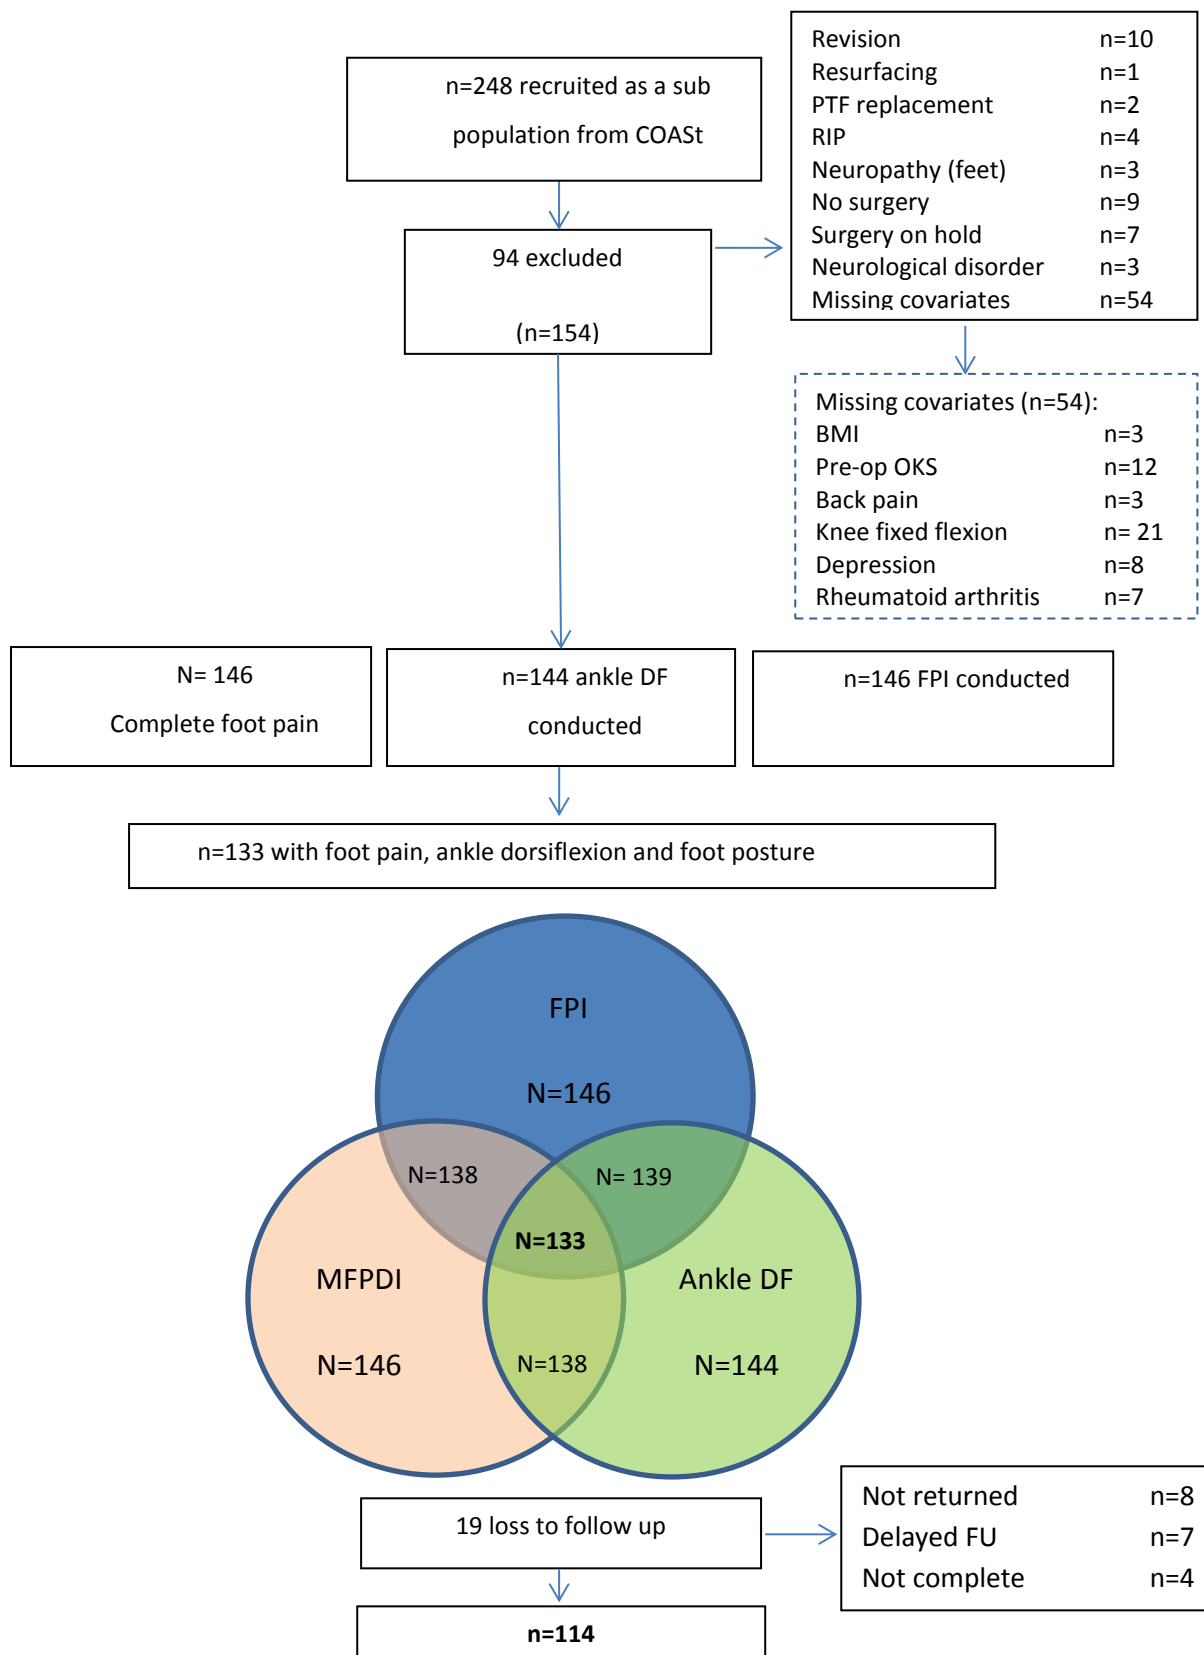 n=248 recruited as a sub
population from COASt
Revision n=10
Resurfacing n=1
PTF replacement n=2
RIP n=4
Neuropathy (feet) n=3
No surgery n=9
Surgery on hold n=7
Neurological disorder n=3
Missing covariates n=54
94 excluded
(n=154)
Missing covariates (n=54):
BMI n=3
Pre-op OKS n=12
Back pain n=3
Knee fixed flexion n= 21
Depression n=8
Rheumatoid arthritis n=7
N= 146
Complete foot pain
n=144 ankle DF
conducted
n=146 FPI conducted
n=133 with foot pain, ankle dorsiflexion and foot posture
FPI
N=146
N=138
N= 139
N=133
MFPDI
N=146
Ankle DF
N=144
N=138
19 loss to follow up
Not returned n=8
Delayed FU n=7
Not complete n=4
n=114